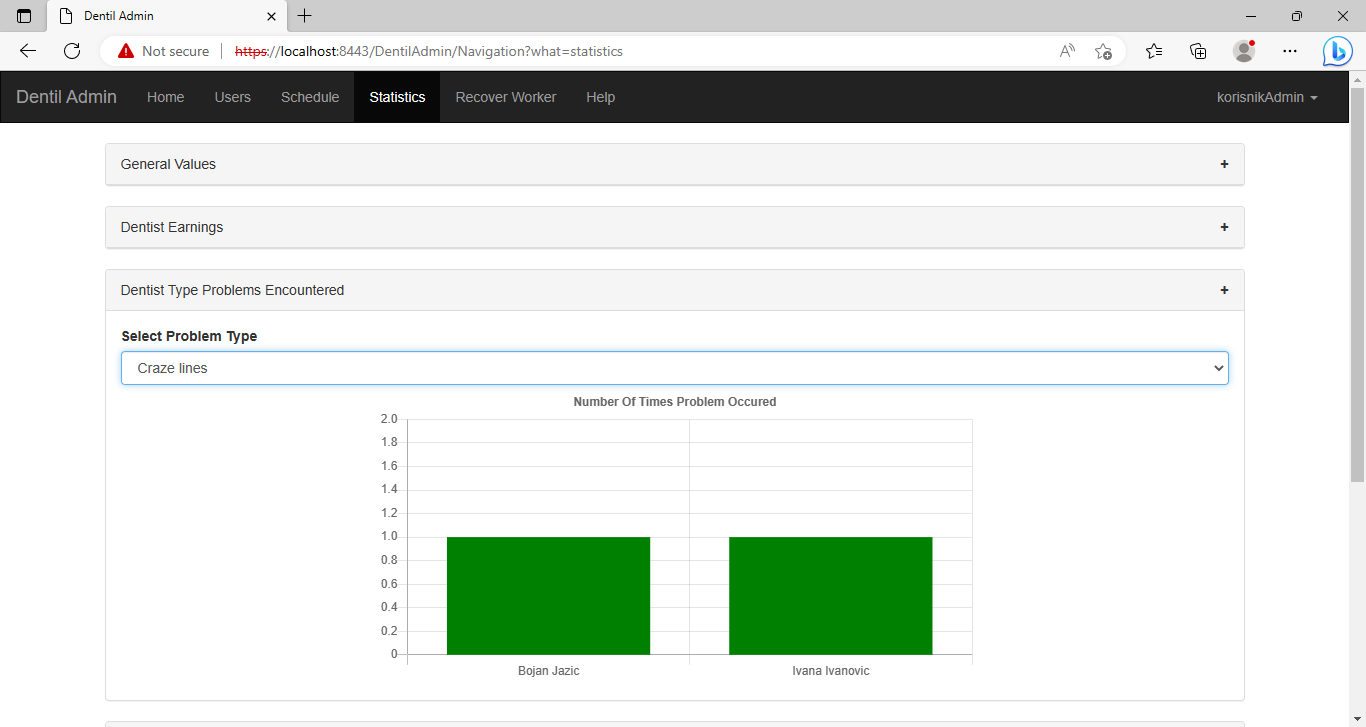 Dentil Admin
Not secure https://localhost:8443/DentilAdmin/Navigation?what=statistics
Dentil Admin Home Users Schedule Statistics Recover Worker Help korisnikAdmin
General Values +
Dentist Earnings +
Dentist Type Problems Encountered +
Select Problem Type
Craze lines
Number Of Times Problem Occured
2.0
1.8
1.6
1.4
1.2
1.0
0.8
0.6
0.4
0.2
0
Bojan Jazic Ivana Ivanovic